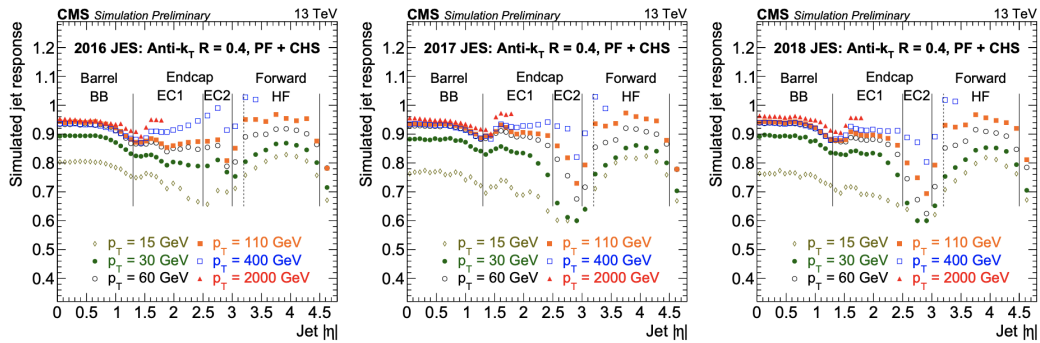 CMS Simulation Preliminary 13 TeV
2016 JES: Anti-kT R = 0.4, PF + CHS
Barrel Endcap Forward
BB EC1 EC2 HF
Simulated jet response
1.2
1.1
1
0.9
0.8
0.7
0.6
0.5
0.4
pT = 15 GeV pT = 110 GeV
pT = 30 GeV pT = 400 GeV
pT = 60 GeV pT = 2000 GeV
0 0.5 1 1.5 2 2.5 3 3.5 4 4.5
Jet |η|
CMS Simulation Preliminary 13 TeV
2017 JES: Anti-kT R = 0.4, PF + CHS
Barrel Endcap Forward
BB EC1 EC2 HF
Simulated jet response
1.2
1.1
1
0.9
0.8
0.7
0.6
0.5
0.4
pT = 15 GeV pT = 110 GeV
pT = 30 GeV pT = 400 GeV
pT = 60 GeV pT = 2000 GeV
0 0.5 1 1.5 2 2.5 3 3.5 4 4.5
Jet |η|
CMS Simulation Preliminary 13 TeV
2018 JES: Anti-kT R = 0.4, PF + CHS
Barrel Endcap Forward
BB EC1 EC2 HF
Simulated jet response
1.2
1.1
1
0.9
0.8
0.7
0.6
0.5
0.4
pT = 15 GeV pT = 110 GeV
pT = 30 GeV pT = 400 GeV
pT = 60 GeV pT = 2000 GeV
0 0.5 1 1.5 2 2.5 3 3.5 4 4.5
Jet |η|